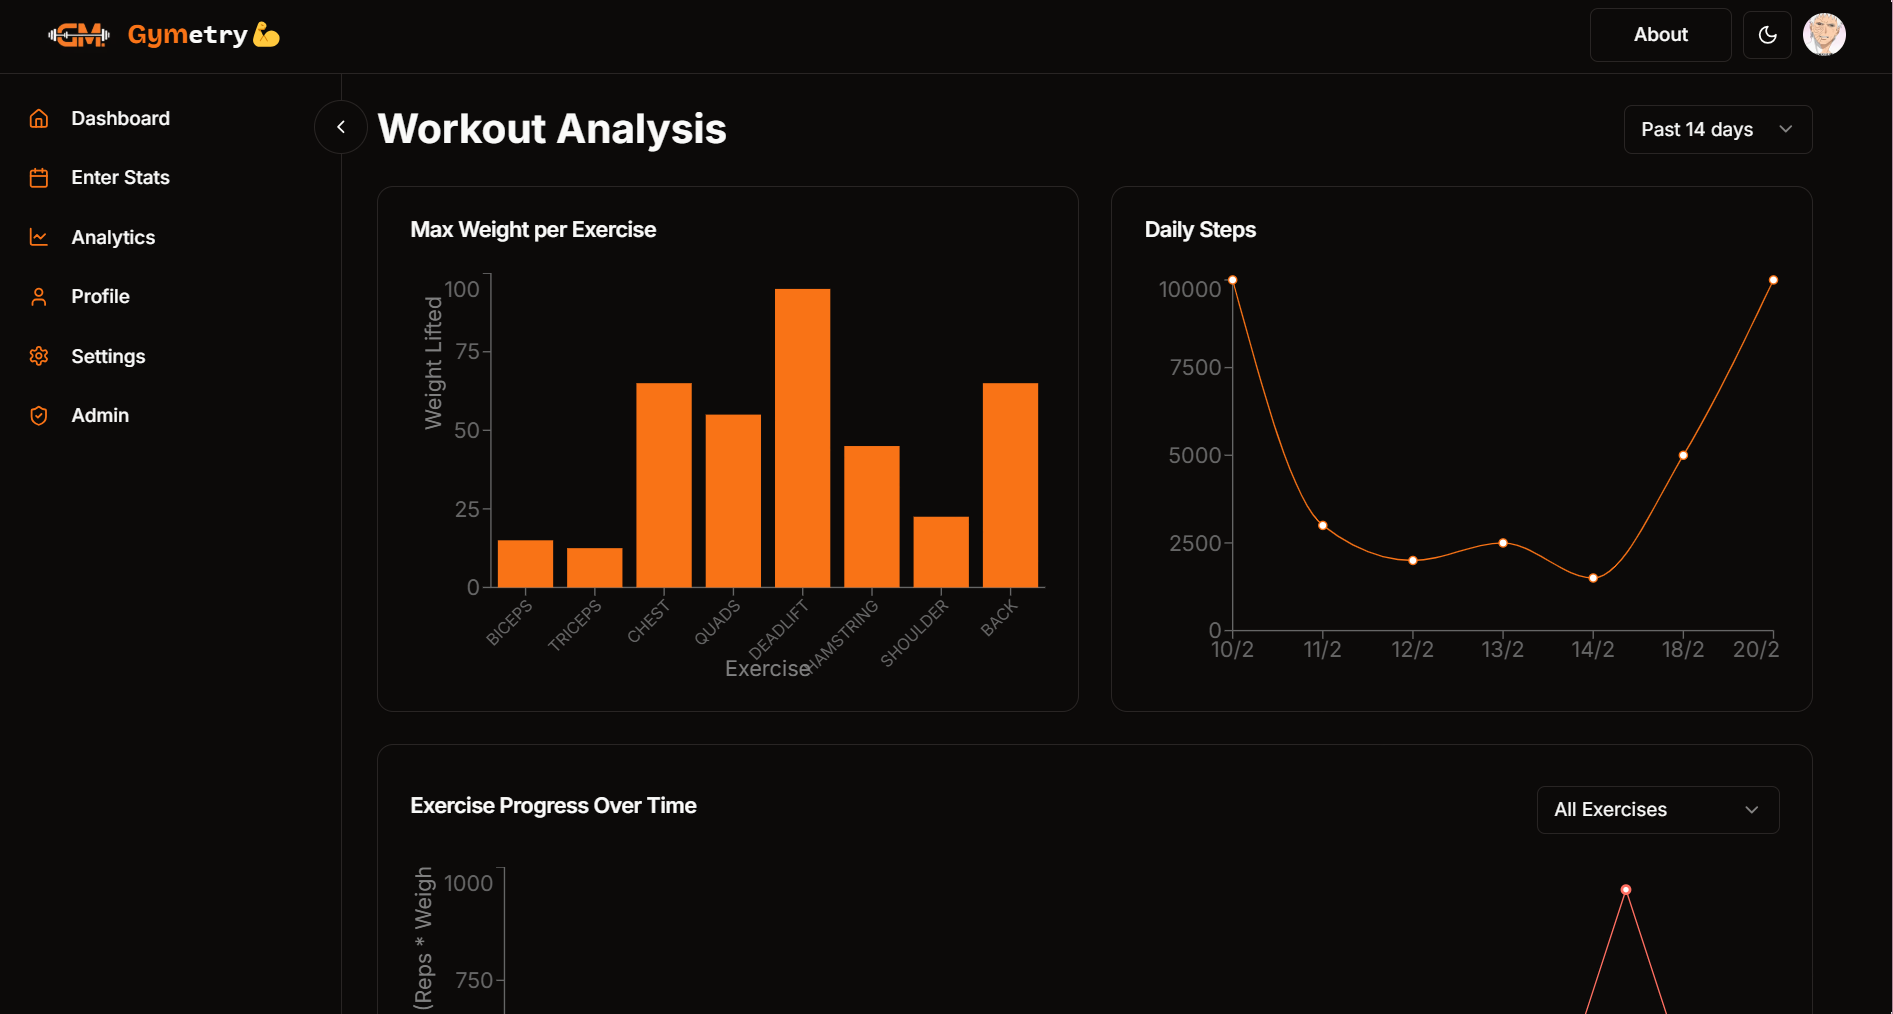 GM.
Gymetry💪
About
Dashboard
Enter Stats
Analytics
Profile
Settings
Admin
Workout Analysis
Past 14 days
Max Weight per Exercise
Weight Lifted
100
75
50
25
0
BICEPS
TRICEPS
CHEST
QUADS
DEADLIFT
HAMSTRING
SHOULDER
BACK
Exercise
Daily Steps
10000
7500
5000
2500
0
10/2
11/2
12/2
13/2
14/2
18/2
20/2
Exercise Progress Over Time
All Exercises
(Reps * Weigh
1000
750